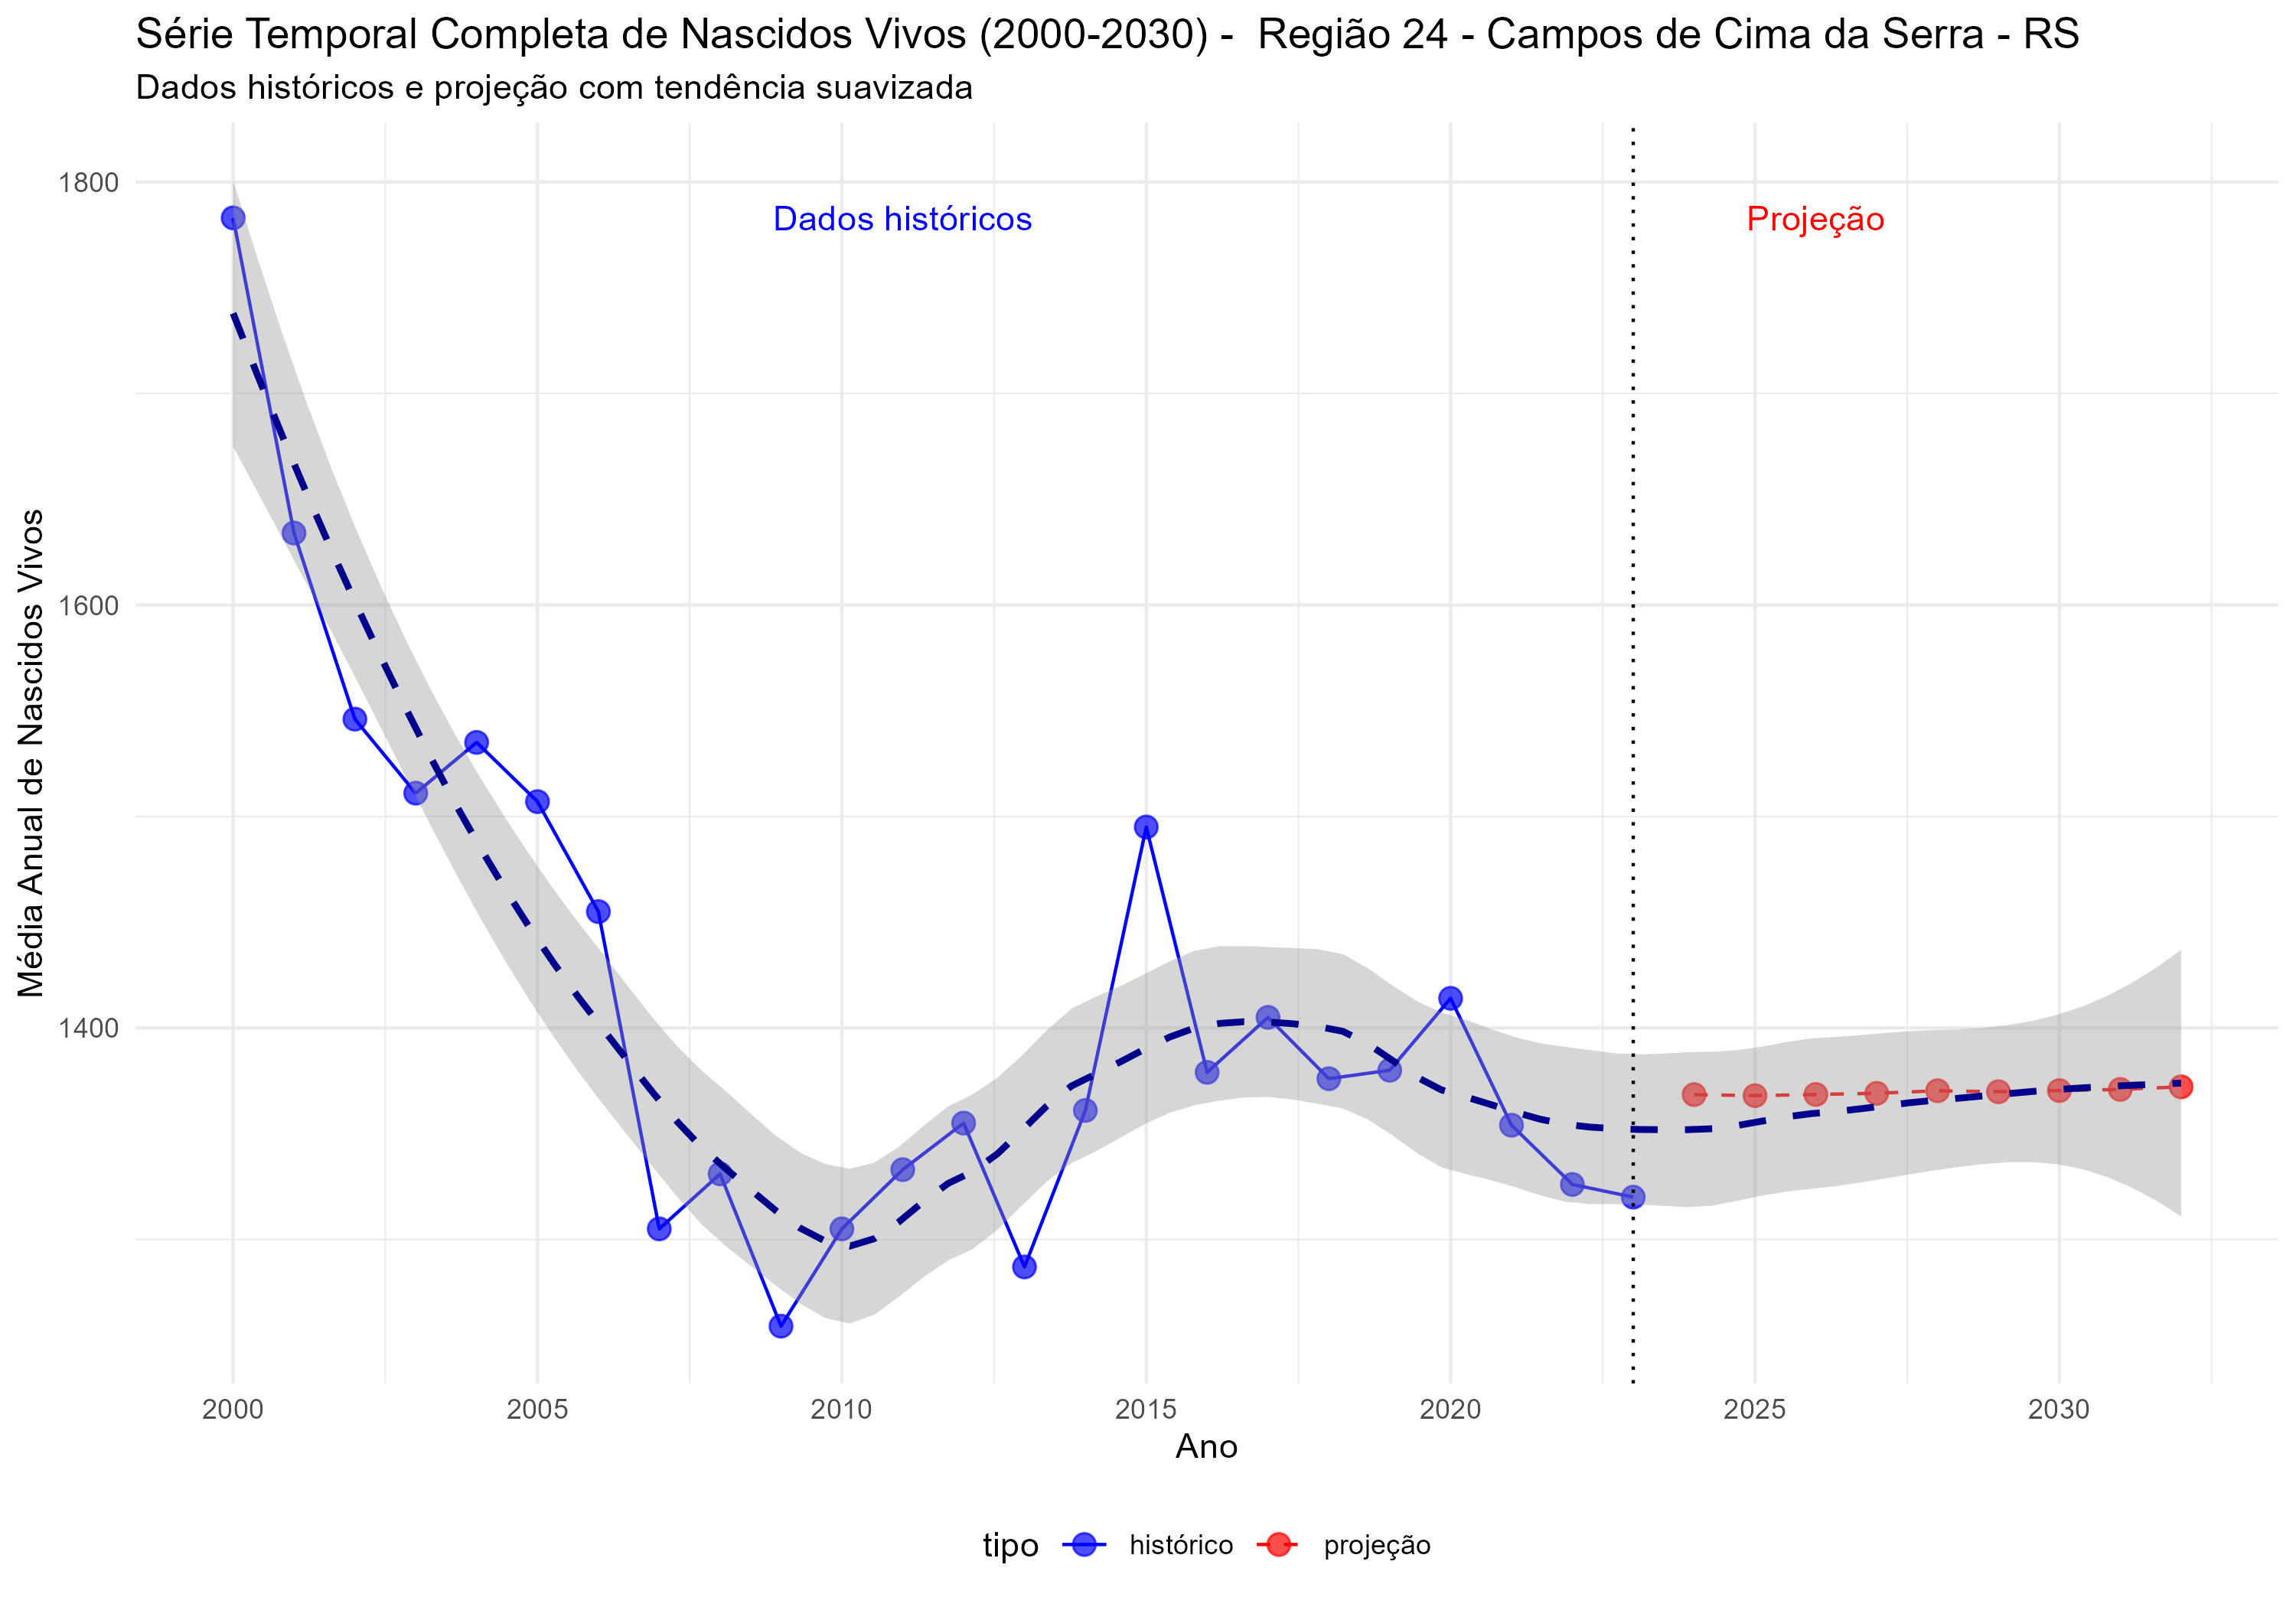 Série Temporal Completa de Nascidos Vivos (2000-2030) -  Região 24 - Campos de Cima da Serra - RS
Dados históricos e projeção com tendência suavizada
Média Anual de Nascidos Vivos
1800
1600
1400
Dados históricos
Projeção
2000
2005
2010
2015
2020
2025
2030
Ano
tipo
histórico
projeção